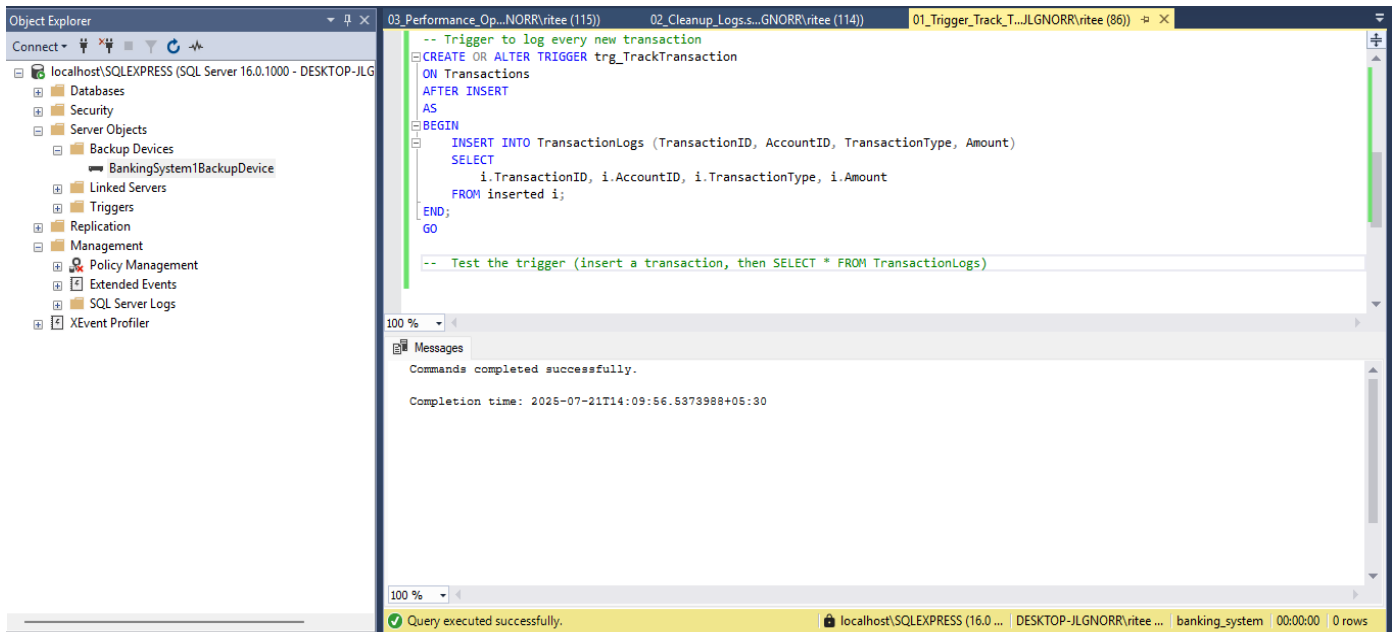 Object Explorer
Connect
localhost\SQLEXPRESS (SQL Server 16.0.1000 - DESKTOP-JLG
Databases
Security
Server Objects
Backup Devices
BankingSystem1BackupDevice
Linked Servers
Triggers
Replication
Management
Policy Management
Extended Events
SQL Server Logs
XEvent Profiler
03_Performance_Op...NORR\ritee (115)) 02_Cleanup_Logs.s...GNORR\ritee (114)) 01_Trigger_Track_T...JLGNORR\ritee (86))
-- Trigger to log every new transaction
CREATE OR ALTER TRIGGER trg_TrackTransaction
ON Transactions
AFTER INSERT
AS
BEGIN
INSERT INTO TransactionLogs (TransactionID, AccountID, TransactionType, Amount)
SELECT
i.TransactionID, i.AccountID, i.TransactionType, i.Amount
FROM inserted i;
END;
GO
-- Test the trigger (insert a transaction, then SELECT * FROM TransactionLogs)
100 %
Messages
Commands completed successfully.
Completion time: 2025-07-21T14:09:56.5373988+05:30
100 %
Query executed successfully. localhost\SQLEXPRESS (16.0 ... DESKTOP-JLGNORR\ritee ... banking_system 00:00:00 0 rows